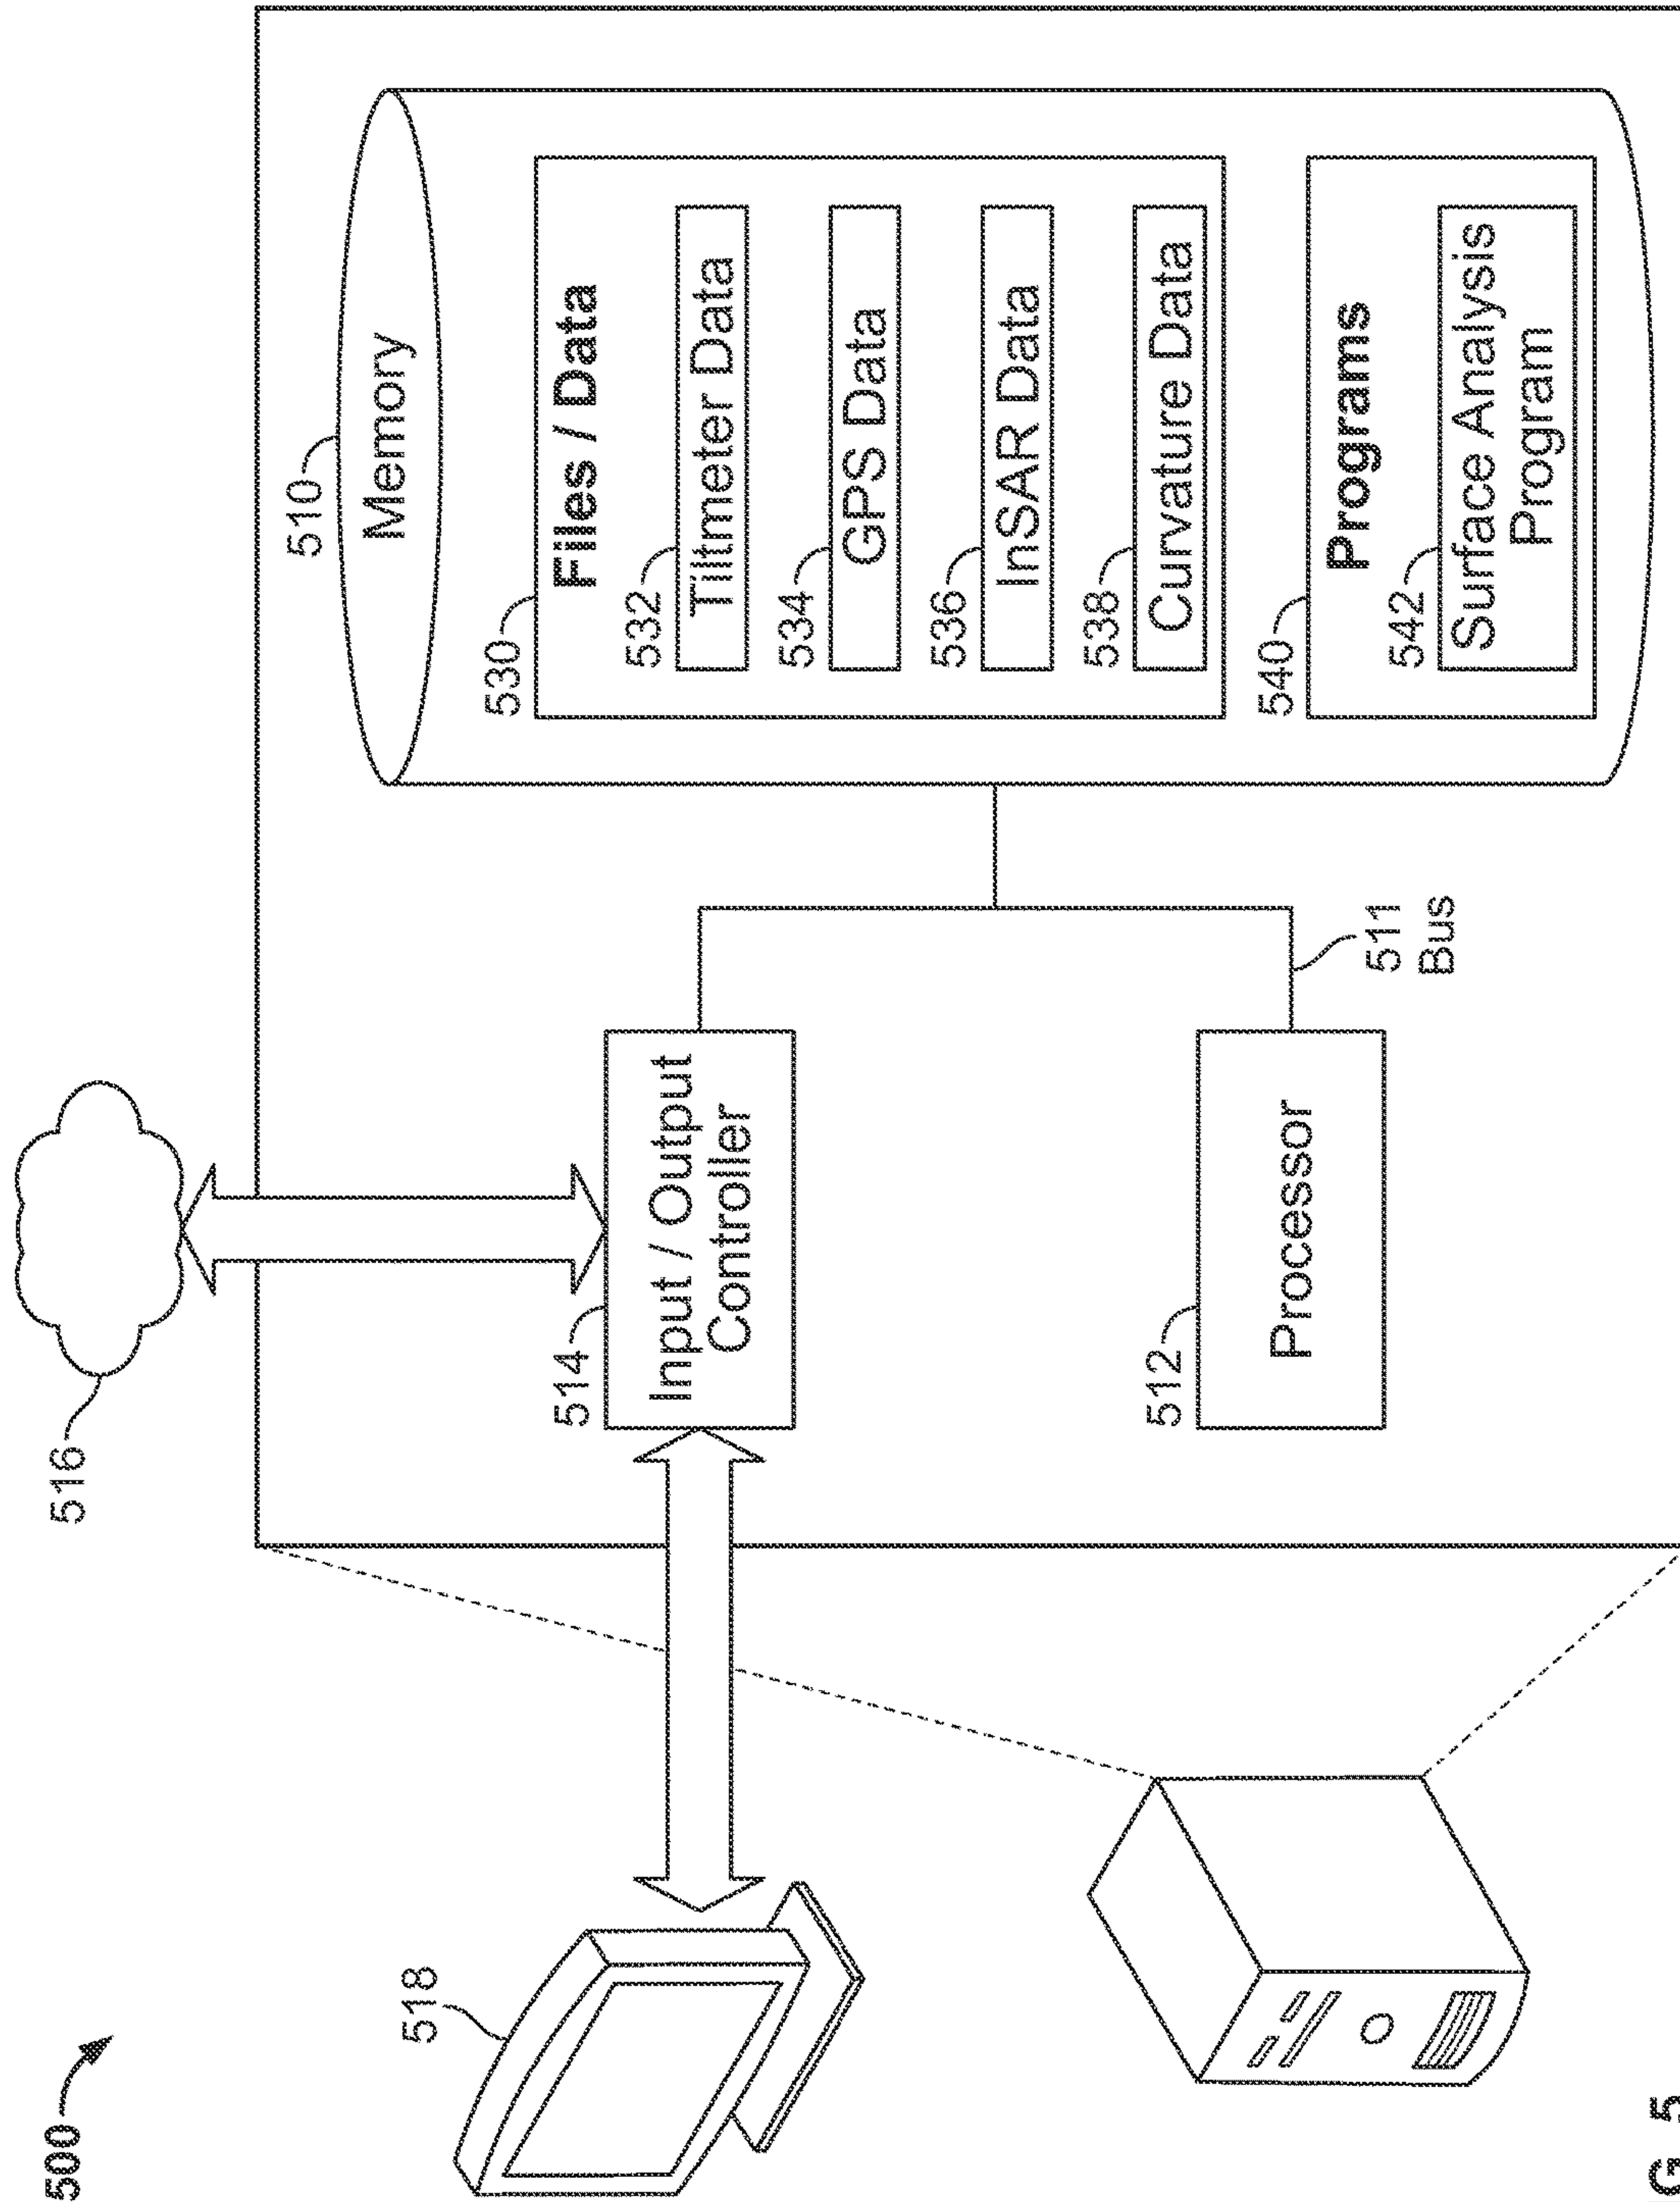 500
516
518
510
Memory
514
Input / Output
Controller
530
Files / Data
532
Tiltmeter Data
534
GPS Data
536
InSAR Data
538
Curvature Data
512
Processor
511
Bus
540
Programs
542
Surface Analysis
Program
G. 5